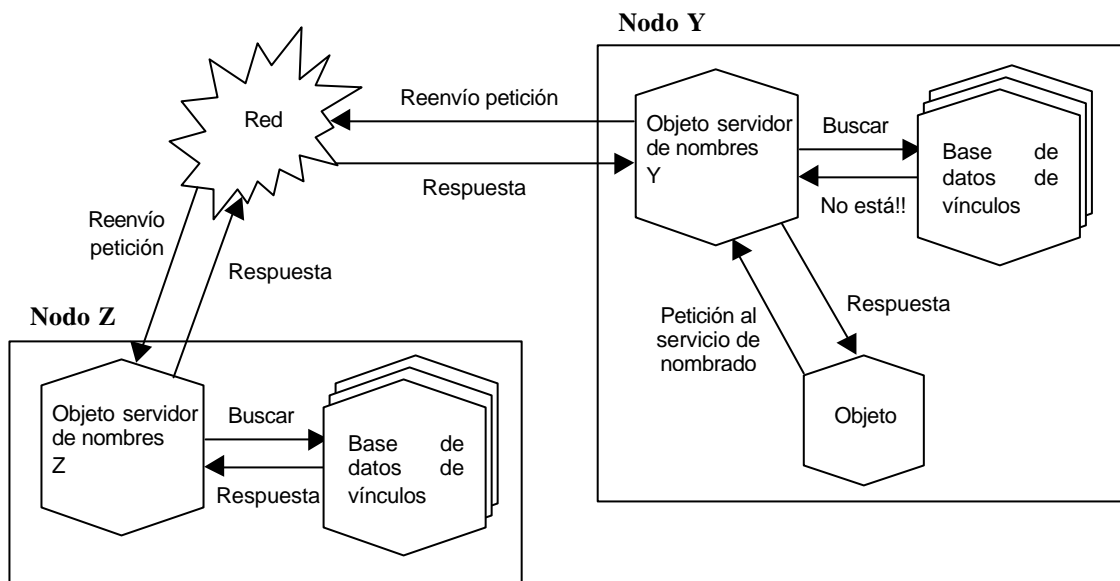 Nodo Y
Red
Reenvío petición
Respuesta
Objeto servidor
de nombres
Y
Buscar
No está!!
Base de
datos de
vínculos
Reenvío
petición
Respuesta
Petición al
servicio de
nombrado
Respuesta
Objeto
Nodo Z
Objeto servidor
de nombres
Z
Buscar
Respuesta
Base de
datos de
vínculos